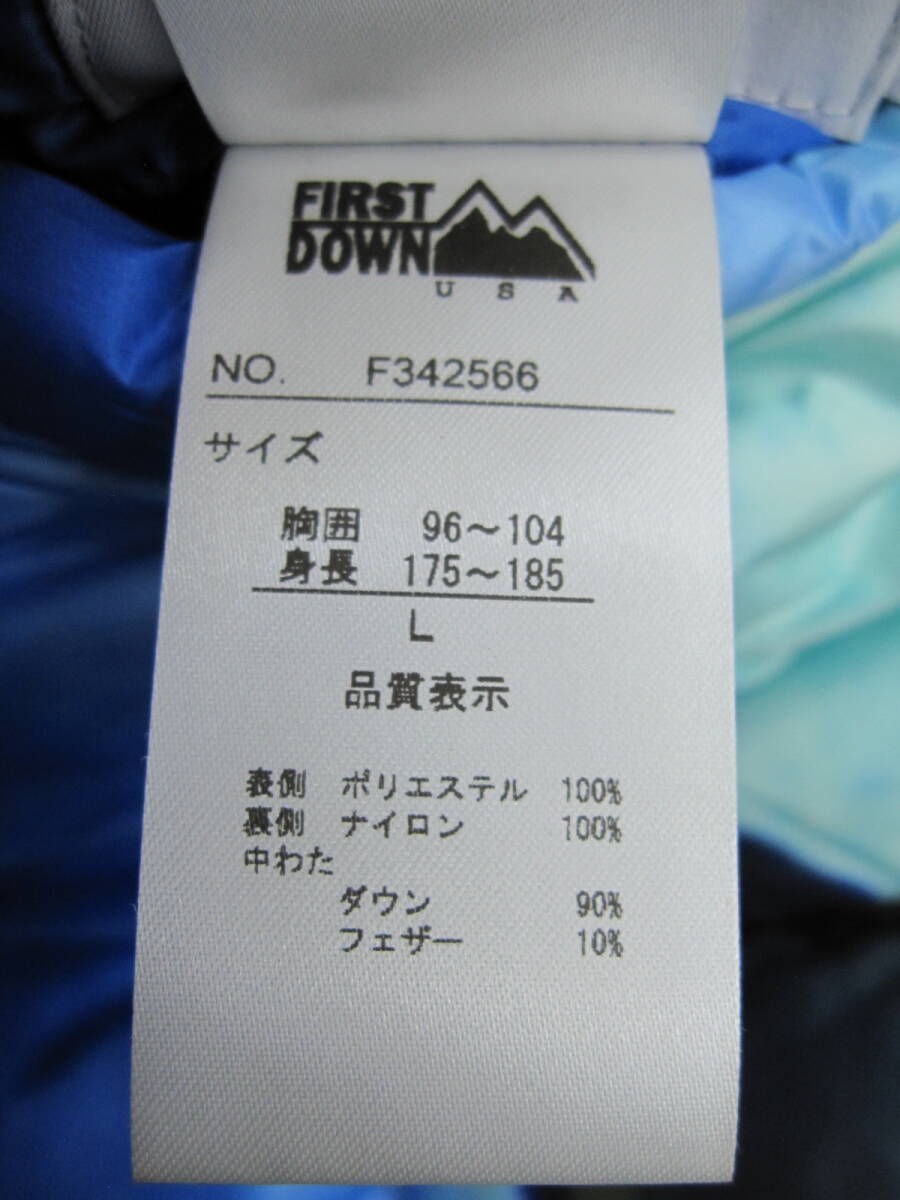 FIRST
DOWN
USA
NO. F342566
サイズ
胸囲 96～104
身長 175～185
L
品質表示
表側 ポリエステル 100%
裏側 ナイロン 100%
中わた
ダウン 90%
フェザー 10%